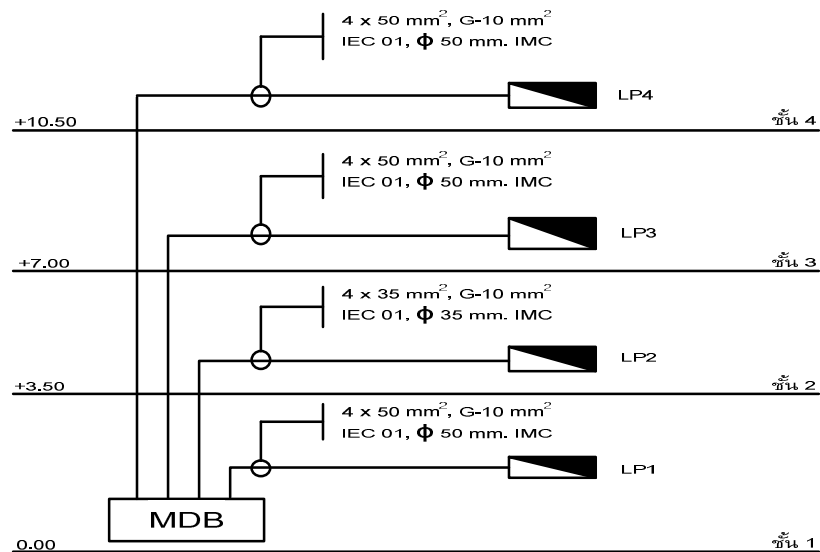 4 x 50 mm², G-10 mm²
IEC 01, Φ 50 mm. IMC
LP4
+10.50 ชั้น 4
4 x 50 mm², G-10 mm²
IEC 01, Φ 50 mm. IMC
LP3
+7.00 ชั้น 3
4 x 35 mm², G-10 mm²
IEC 01, Φ 35 mm. IMC
LP2
+3.50 ชั้น 2
4 x 50 mm², G-10 mm²
IEC 01, Φ 50 mm. IMC
LP1
MDB
0.00 ชั้น 1